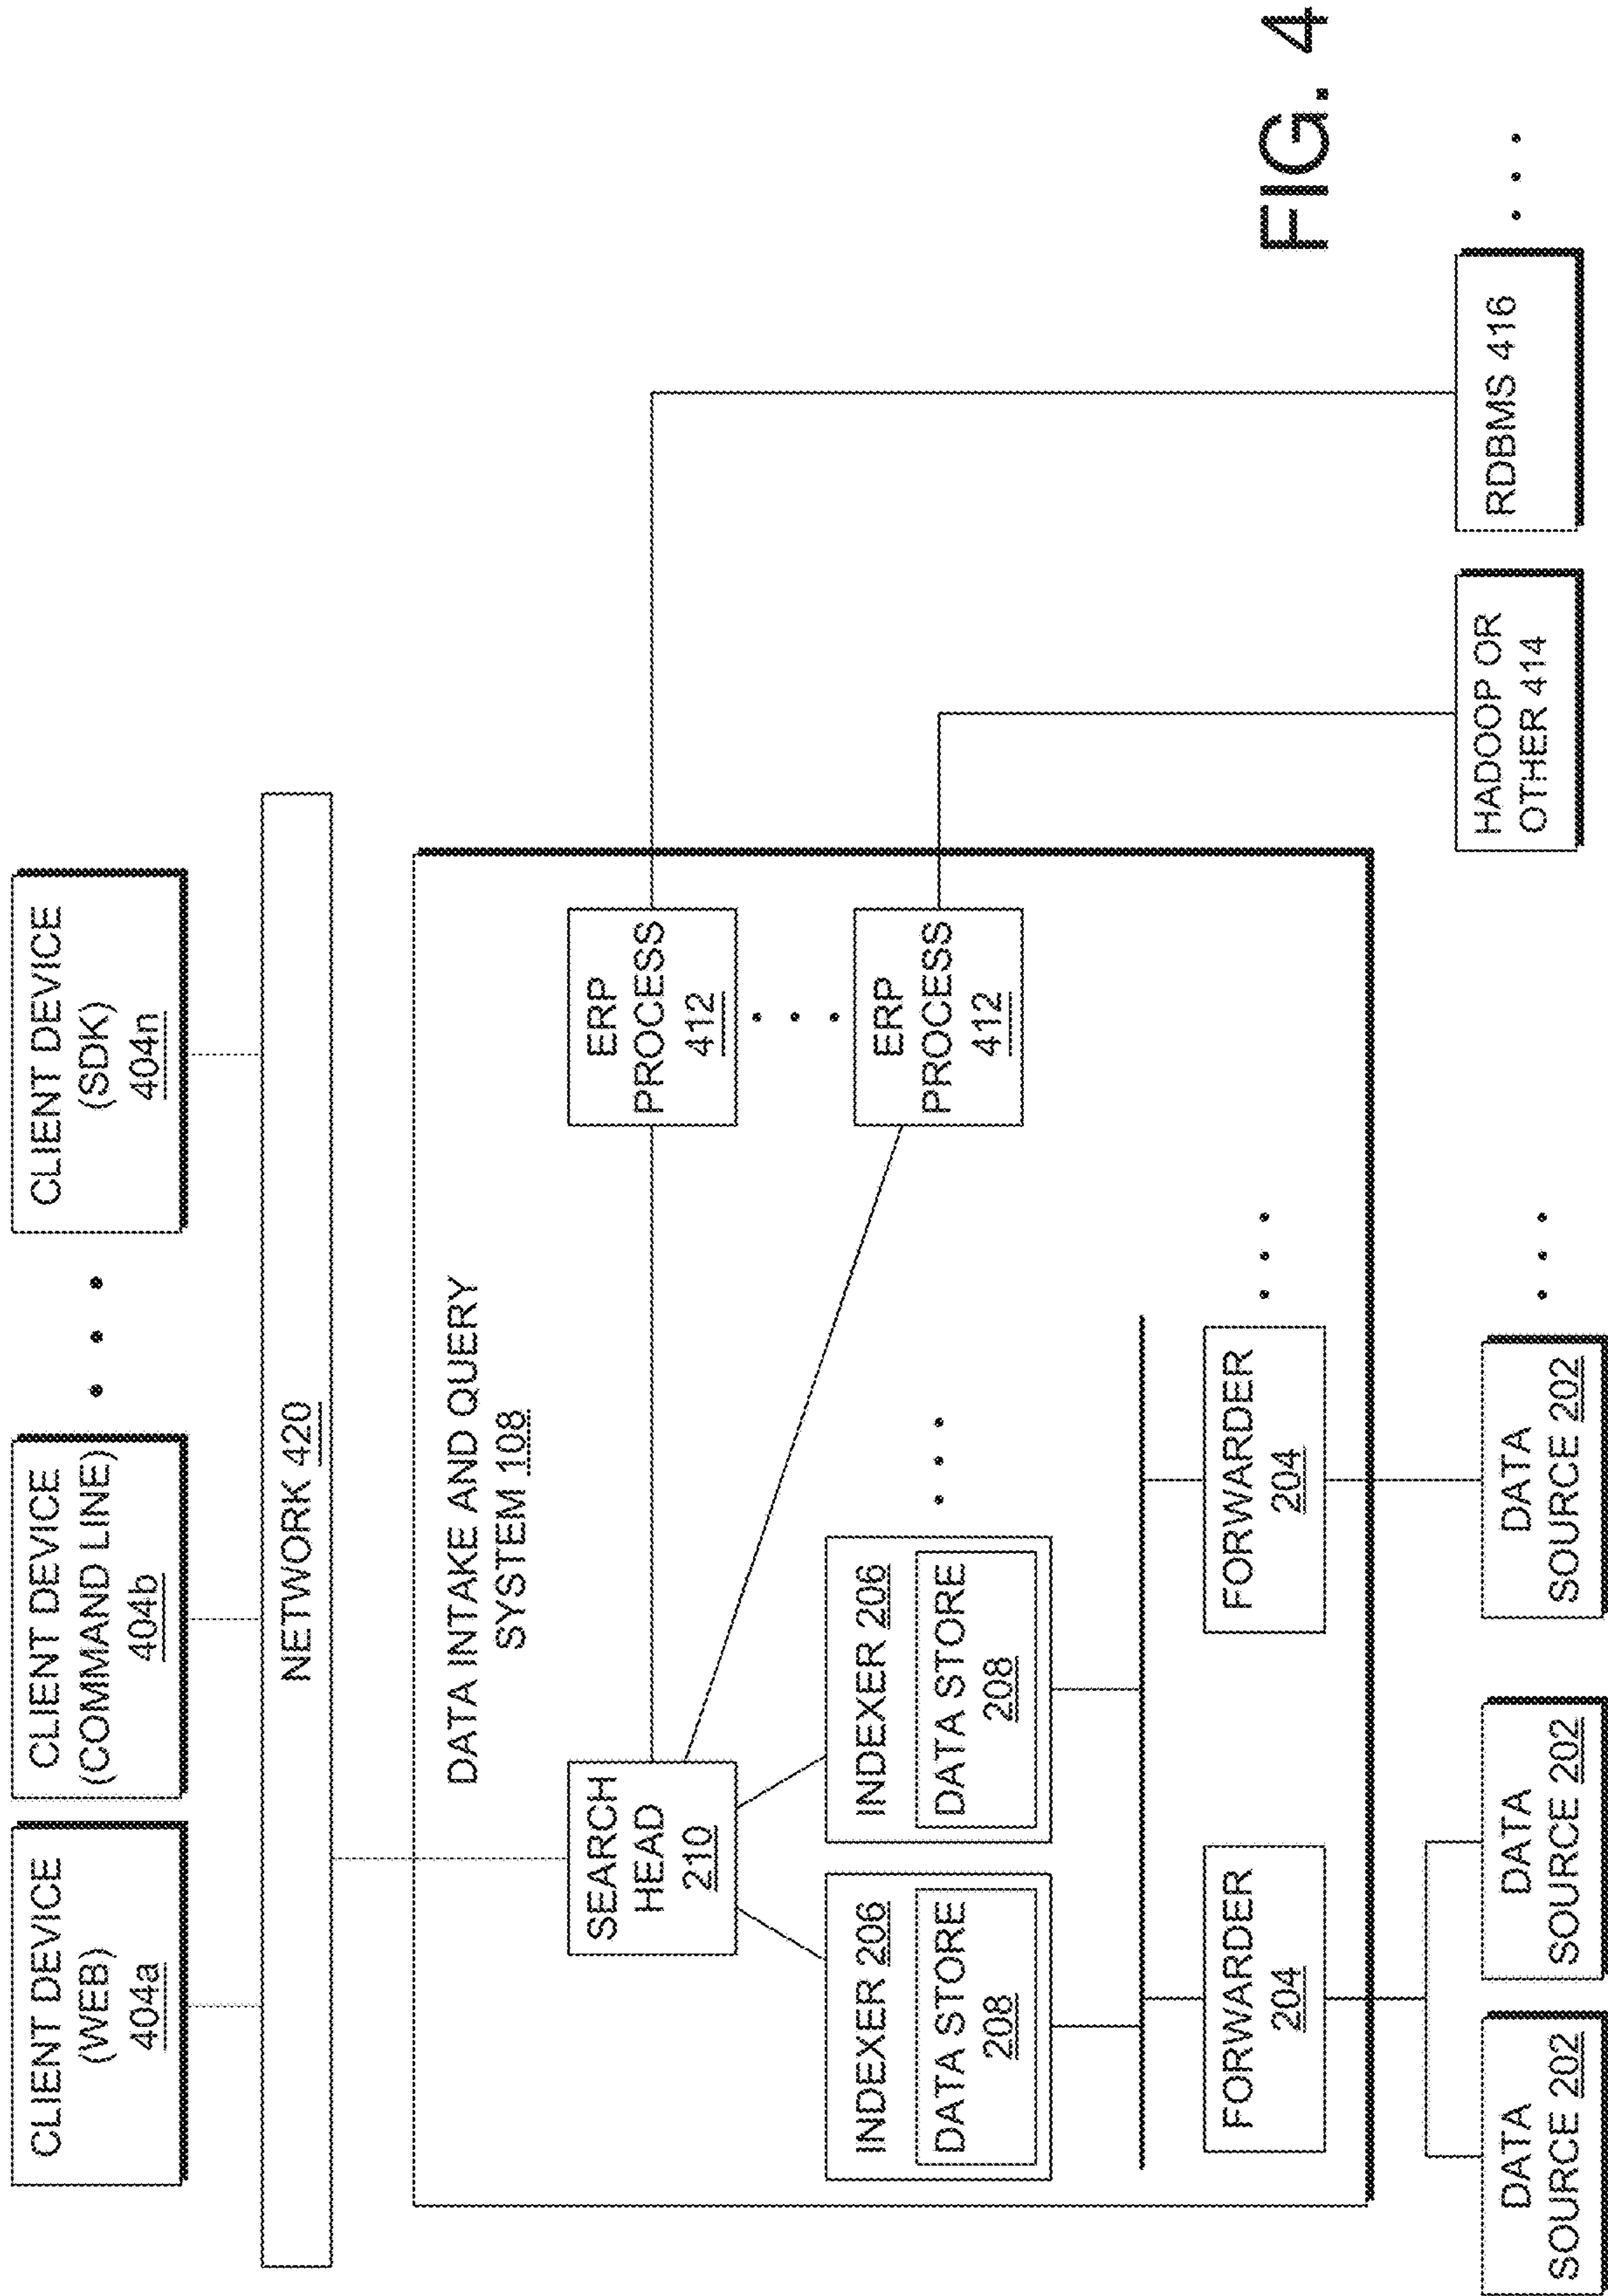 CLIENT DEVICE
(WEB)
404a
CLIENT DEVICE
(COMMAND LINE)
404b
CLIENT DEVICE
(SDK)
404n
NETWORK 420
DATA INTAKE AND QUERY
SYSTEM 108
SEARCH
HEAD
210
ERP
PROCESS
412
ERP
PROCESS
412
INDEXER 206
DATA STORE
208
INDEXER 206
DATA STORE
208
FORWARDER
204
FORWARDER
204
DATA
SOURCE 202
DATA
SOURCE 202
DATA
SOURCE 202
HADOOP OR
OTHER 414
RDBMS 416
FIG. 4